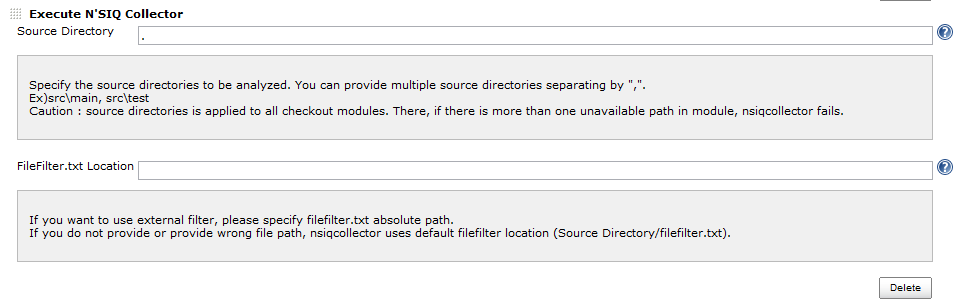 Execute N'SIQ Collector
Source Directory
.
Specify the source directories to be analyzed. You can provide multiple source directories separating by ",".
Ex)src\main, src\test
Caution : source directories is applied to all checkout modules. There, if there is more than one unavailable path in module, nsiqcollector fails.
FileFilter.txt Location
If you want to use external filter, please specify filefilter.txt absolute path.
If you do not provide or provide wrong file path, nsiqcollector uses default filefilter location (Source Directory/filefilter.txt).
Delete